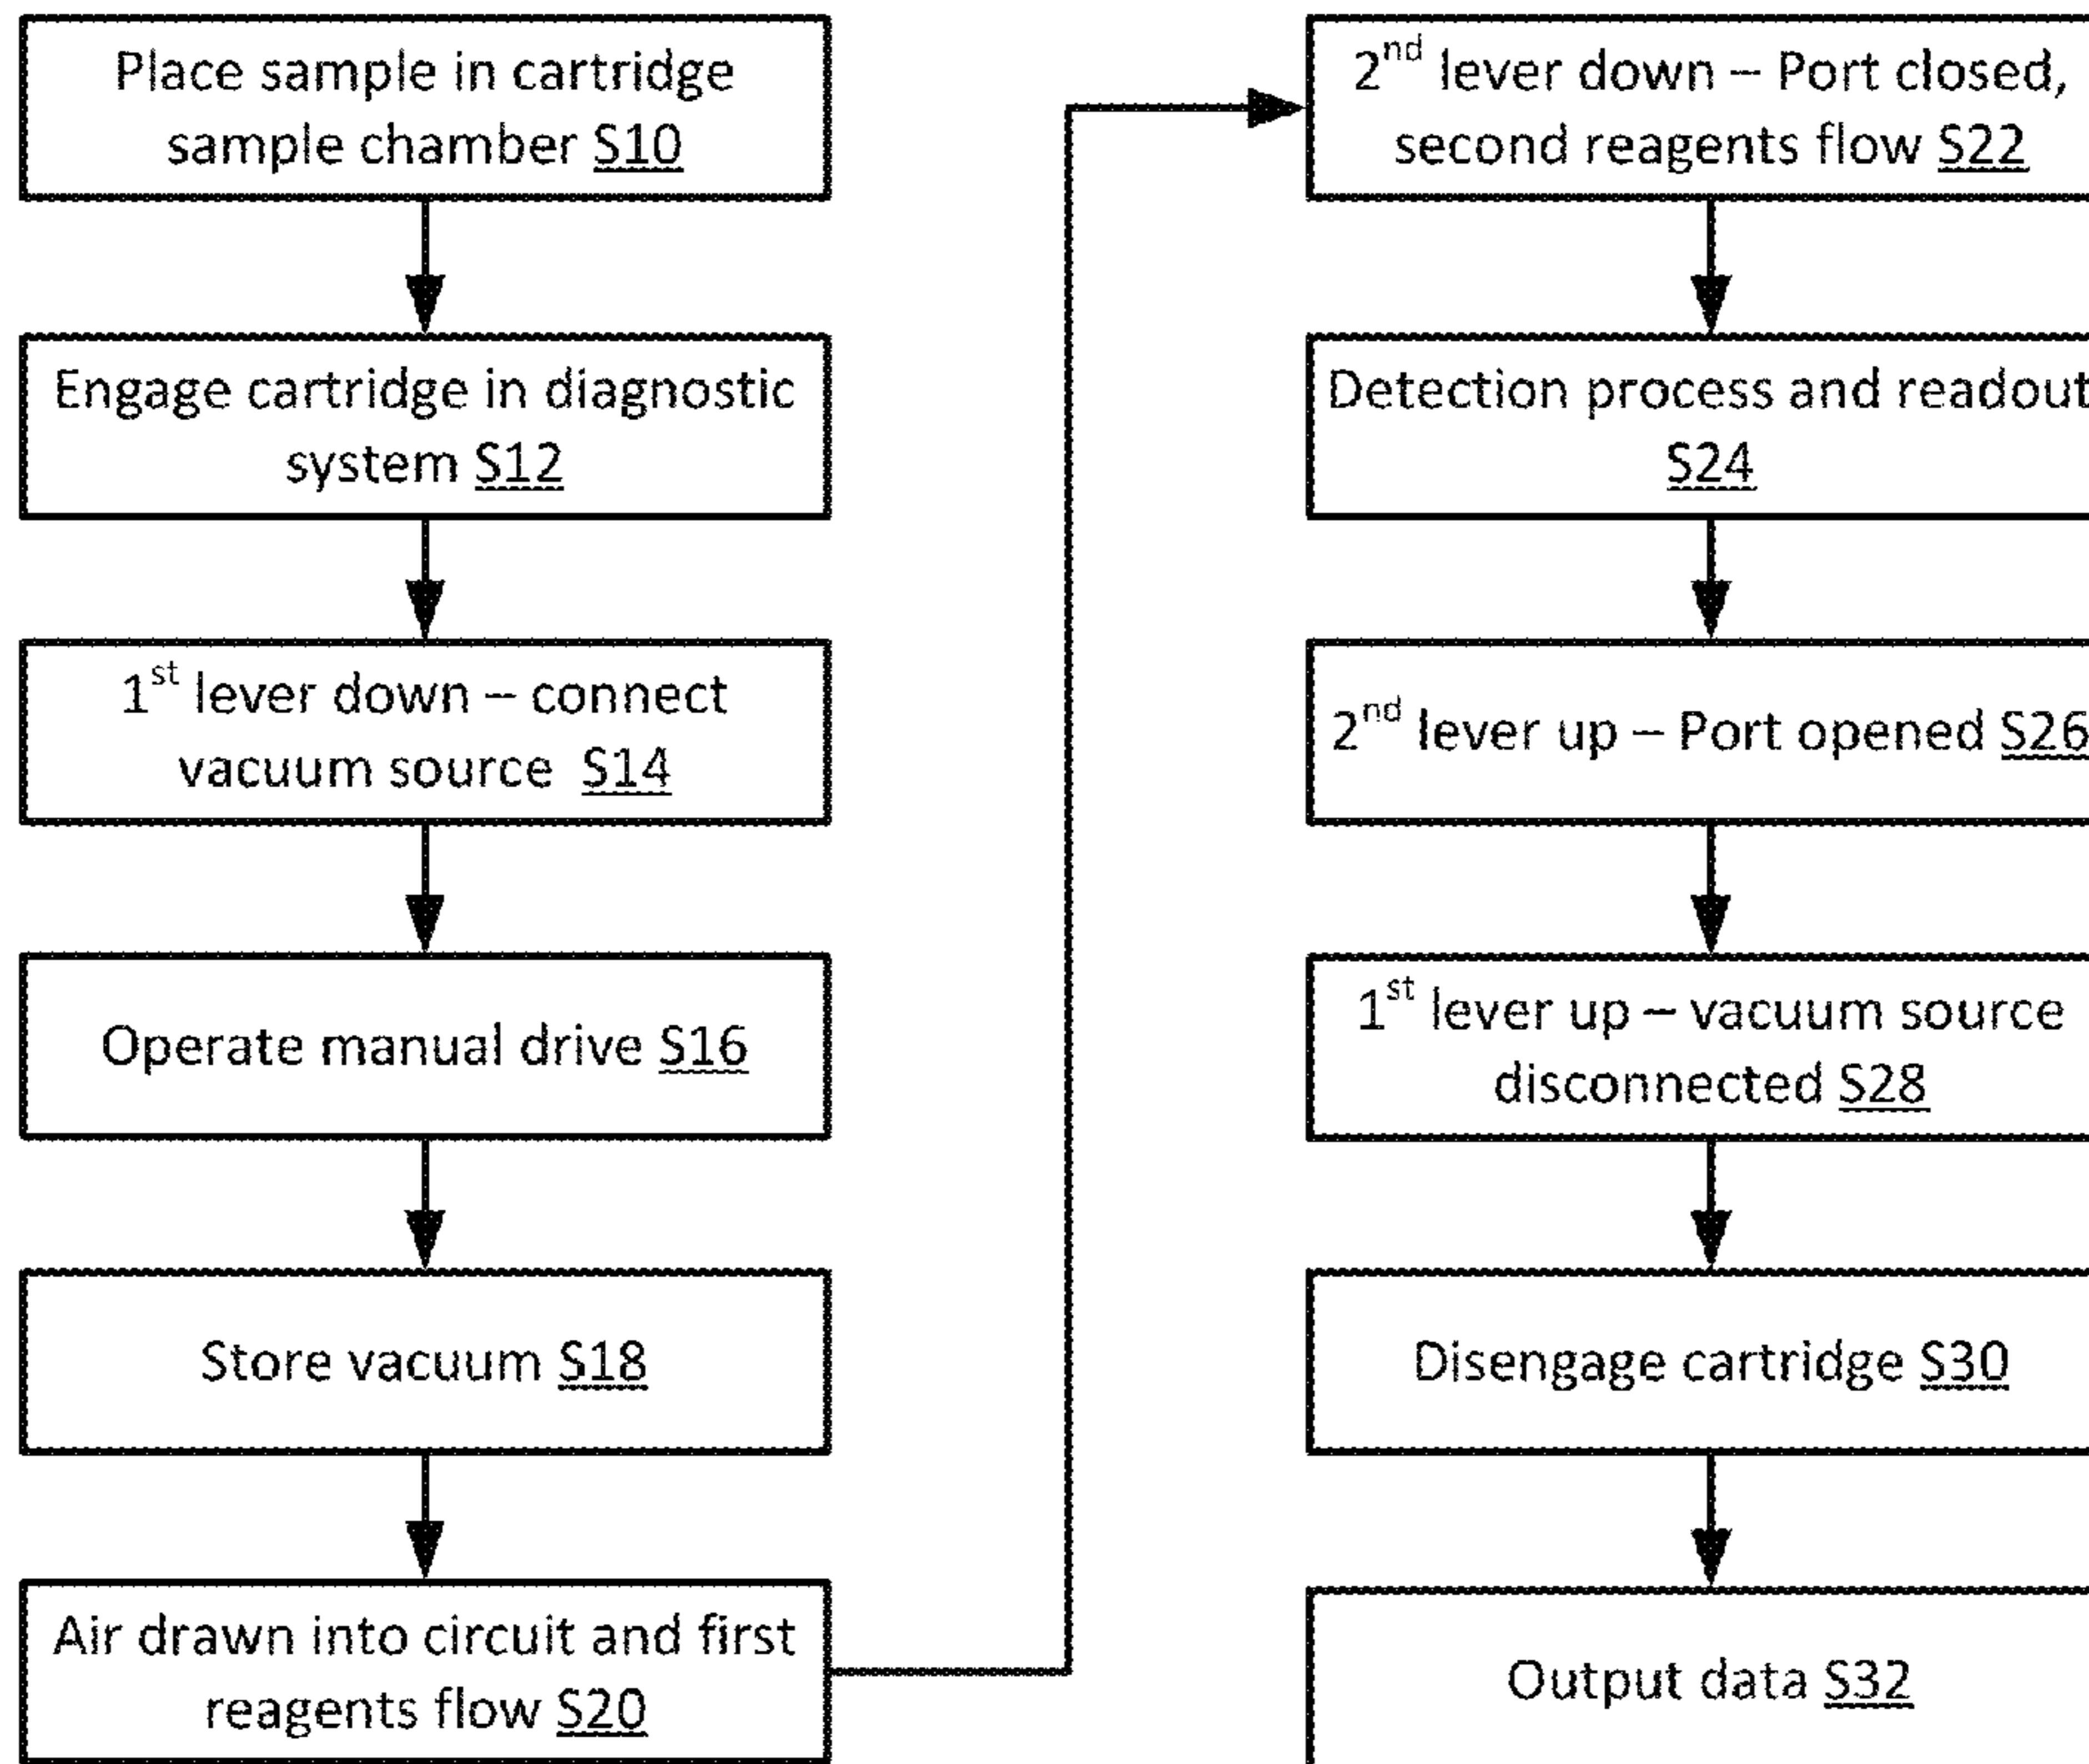 Place sample in cartridge
sample chamber S10
Engage cartridge in diagnostic
system S12
1st lever down – connect
vacuum source S14
Operate manual drive S16
Store vacuum S18
Air drawn into circuit and first
reagents flow S20
2nd lever down – Port closed,
second reagents flow S22
Detection process and readout
S24
2nd lever up – Port opened S26
1st lever up – vacuum source
disconnected S28
Disengage cartridge S30
Output data S32